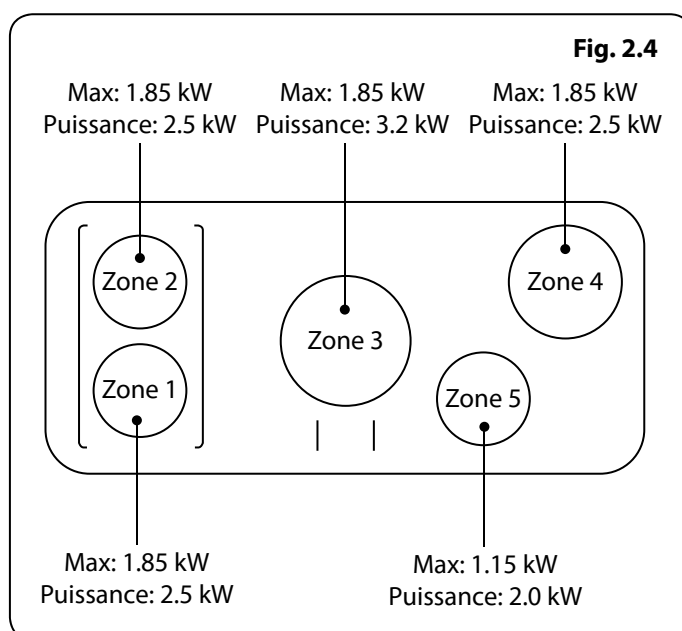 Fig. 2.4
Max: 1.85 kW
Puissance: 2.5 kW
Max: 1.85 kW
Puissance: 3.2 kW
Max: 1.85 kW
Puissance: 2.5 kW
Zone 2
Zone 4
Zone 3
Zone 1
Zone 5
Max: 1.85 kW
Puissance: 2.5 kW
Max: 1.15 kW
Puissance: 2.0 kW